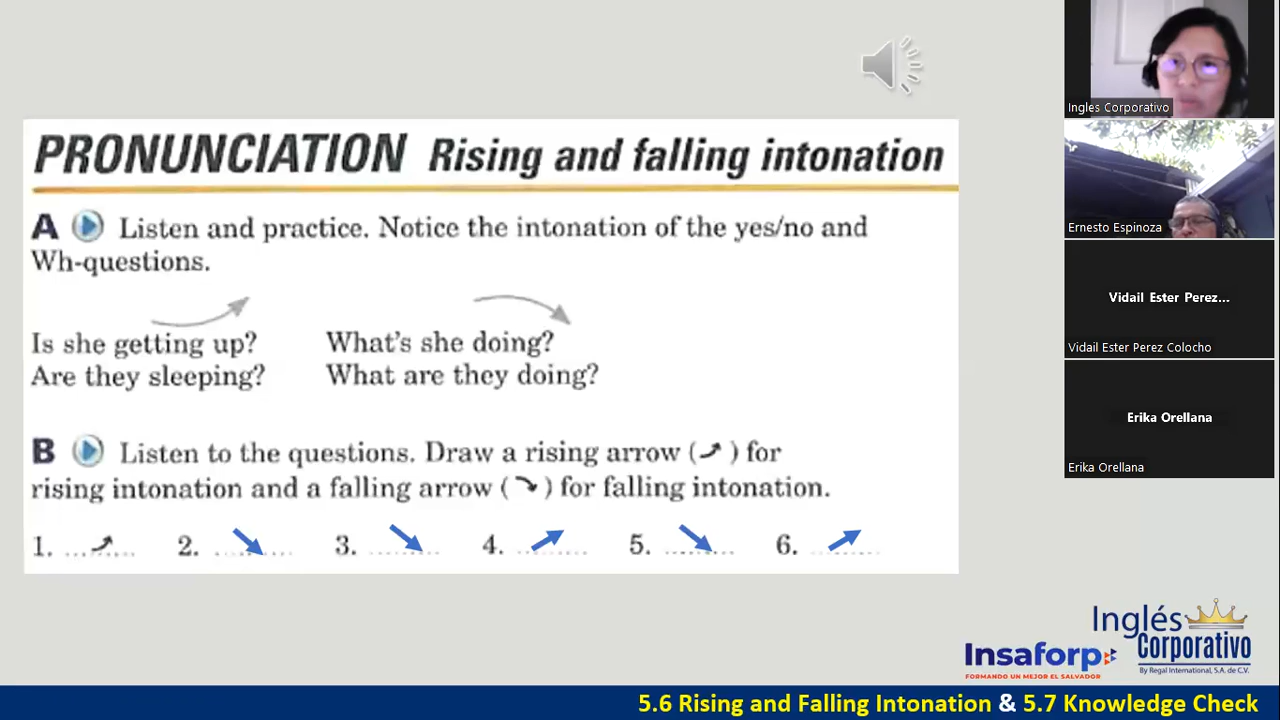 PRONUNCIATION Rising and falling intonation
A Listen and practice. Notice the intonation of the yes/no and
Wh-questions.
Is she getting up? What's she doing?
Are they sleeping? What are they doing?
B Listen to the questions. Draw a rising arrow ( ) for
rising intonation and a falling arrow ( ) for falling intonation.
1. 2. 3. 4. 5. 6.
Ingles Corporativo
Ernesto Espinoza
Vidail Ester Perez...
Vidail Ester Perez Colocho
Erika Orellana
Erika Orellana
Insaforp
FORMANDO UN MEJOR EL SALVADOR
Inglés
Corporativo
By Regal International, S.A. de C.V.
5.6 Rising and Falling Intonation & 5.7 Knowledge Check